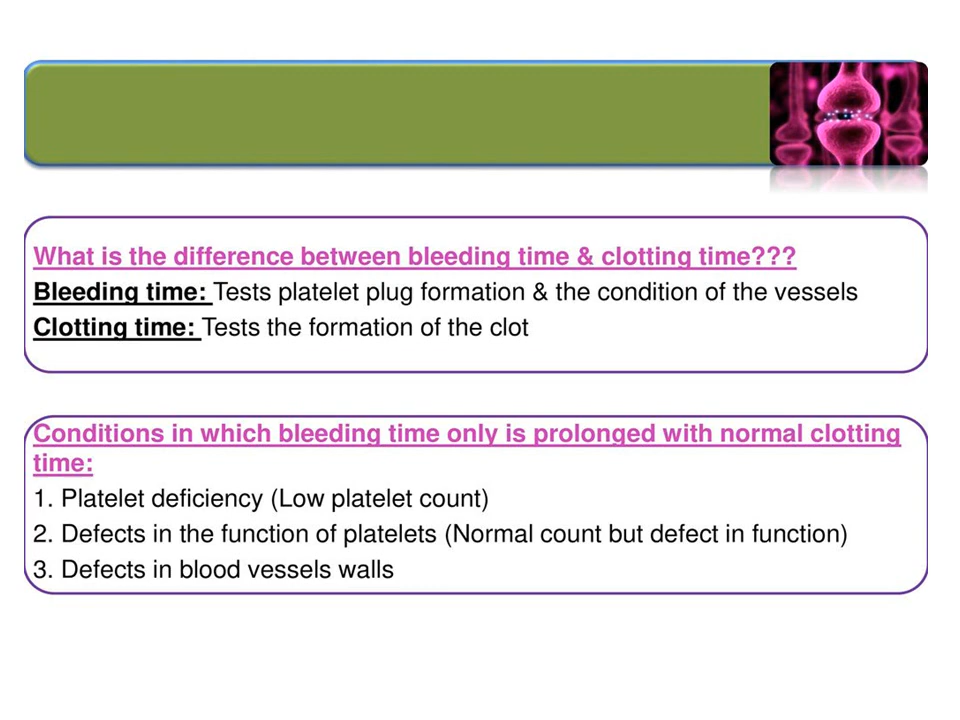 What is the difference between bleeding time & clotting time???
Bleeding time: Tests platelet plug formation & the condition of the vessels
Clotting time: Tests the formation of the clot
Conditions in which bleeding time only is prolonged with normal clotting
time:
1. Platelet deficiency (Low platelet count)
2. Defects in the function of platelets (Normal count but defect in function)
3. Defects in blood vessels walls